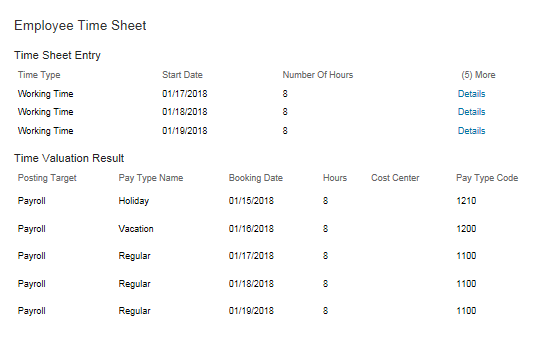 Employee Time Sheet
Time Sheet Entry
Time Type Start Date Number Of Hours (5) More
Working Time 01/17/2018 8 Details
Working Time 01/18/2018 8 Details
Working Time 01/19/2018 8 Details
Time Valuation Result
Posting Target Pay Type Name Booking Date Hours Cost Center Pay Type Code
Payroll Holiday 01/15/2018 8 1210
Payroll Vacation 01/16/2018 8 1200
Payroll Regular 01/17/2018 8 1100
Payroll Regular 01/18/2018 8 1100
Payroll Regular 01/19/2018 8 1100